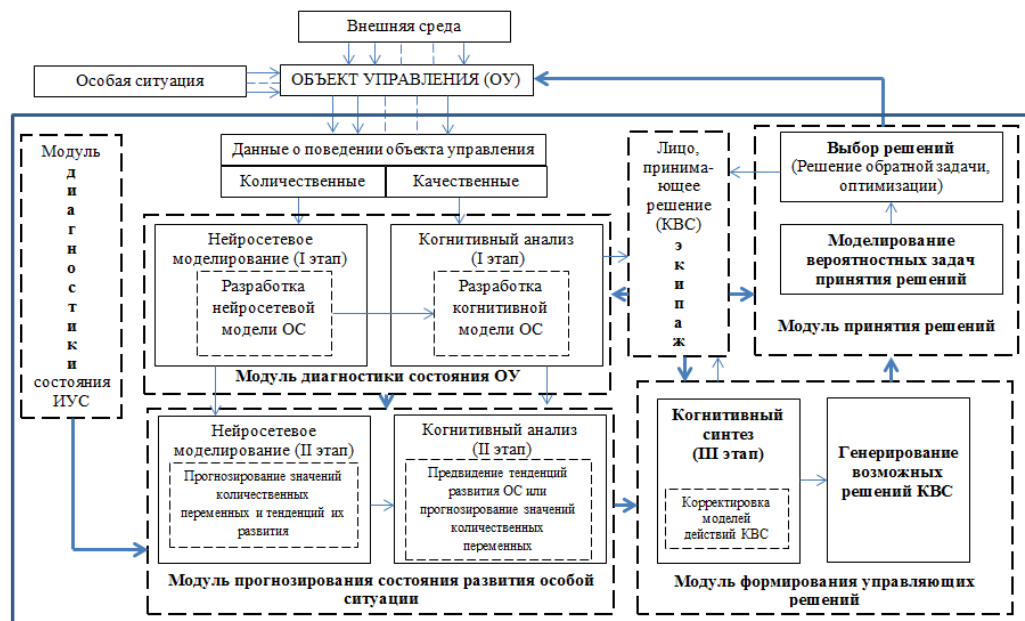 Внешняя среда
Особая ситуация
ОБЪЕКТ УПРАВЛЕНИЯ (ОУ)
Модуль
д
и
а
г
н
о
с
т
и
к
и
состояния
ИУС
Данные о поведении объекта управления
Количественные
Качественные
Нейросетевое
моделирование (I этап)
Разработка
нейросетевой
модели ОС
Когнитивный анализ
(I этап)
Разработка
когнитивной
модели ОС
Модуль диагностики состояния ОУ
Лицо,
принима-
ющее
решение
(КВС)
э
к
и
п
а
ж
Выбор решений
(Решение обратной задачи,
оптимизации)
Моделирование
вероятностных задач
принятия решений
Модуль принятия решений
Нейросетевое
моделирование (II этап)
Прогнозирование значений
количественных
переменных и тенденций их
развития
Когнитивный анализ
(II этап)
Предвидение тенденций
развития ОС или
прогнозирование значений
количественных
переменных
Модуль прогнозирования состояния развития особой
ситуации
Когнитивный
синтез
(III этап)
Корректировка
моделей
действий КВС
Генерирование
возможных
решений КВС
Модуль формирования управляющих
решений